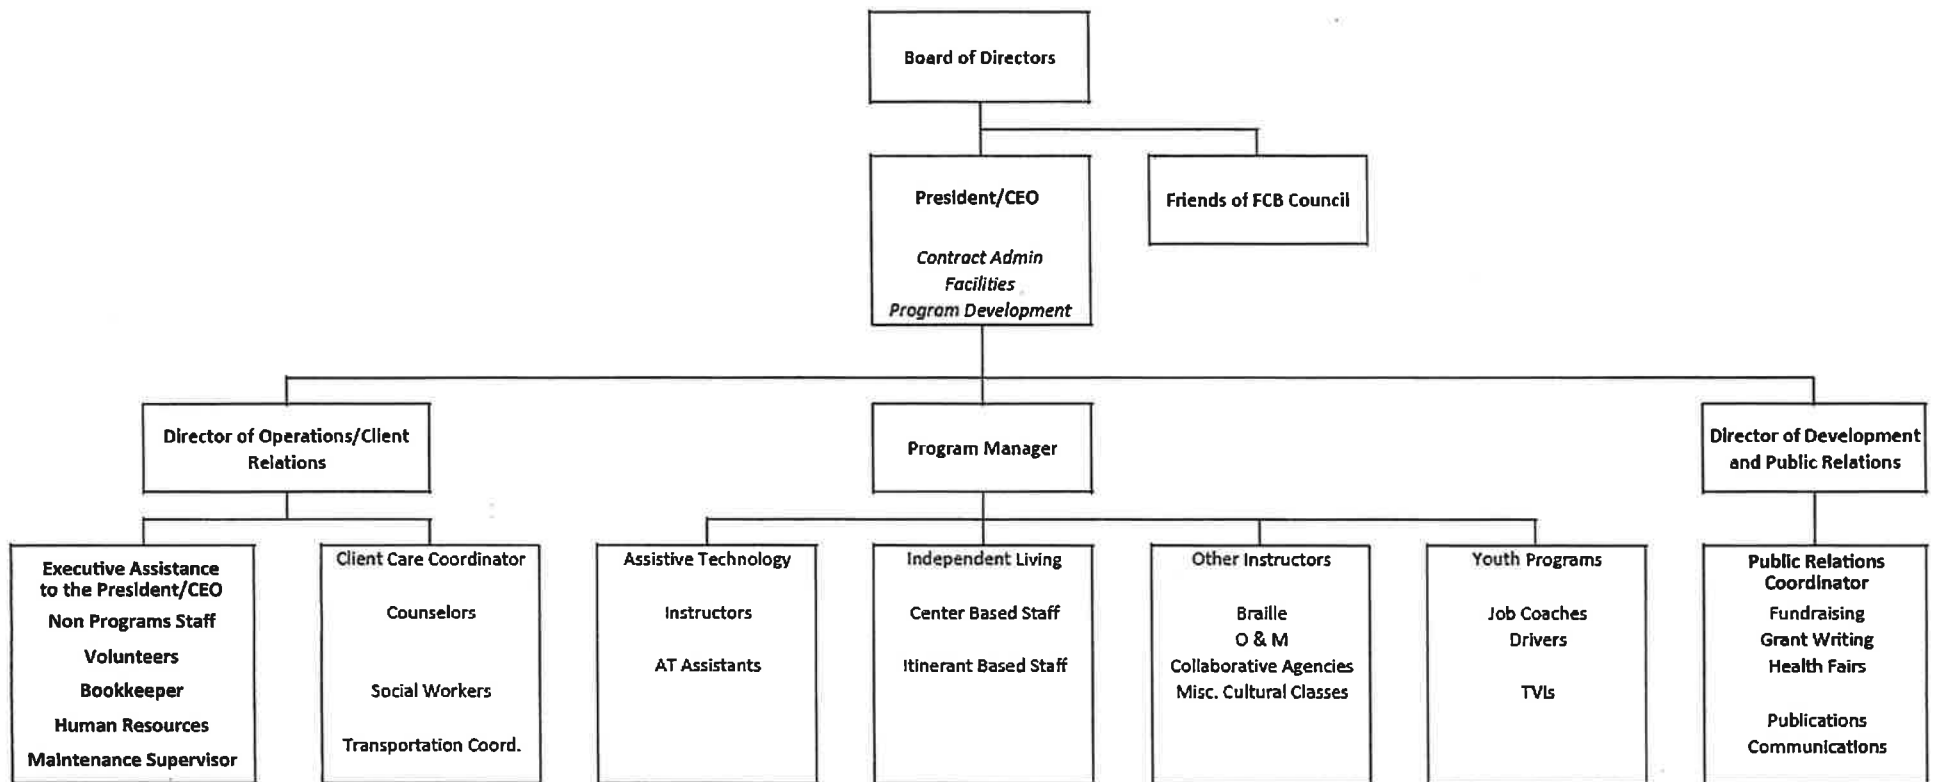 Board of Directors
President/CEO
Contract Admin
Facilities
Program Development
Friends of FCB Council
Director of Operations/Client
Relations
Program Manager
Director of Development
and Public Relations
Executive Assistance
to the President/CEO
Non Programs Staff
Volunteers
Bookkeeper
Human Resources
Maintenance Supervisor
Client Care Coordinator
Counselors
Social Workers
Transportation Coord.
Assistive Technology
Instructors
AT Assistants
Independent Living
Center Based Staff
Itinerant Based Staff
Other Instructors
Braille
O & M
Collaborative Agencies
Misc. Cultural Classes
Youth Programs
Job Coaches
Drivers
TVIs
Public Relations
Coordinator
Fundraising
Grant Writing
Health Fairs
Publications
Communications